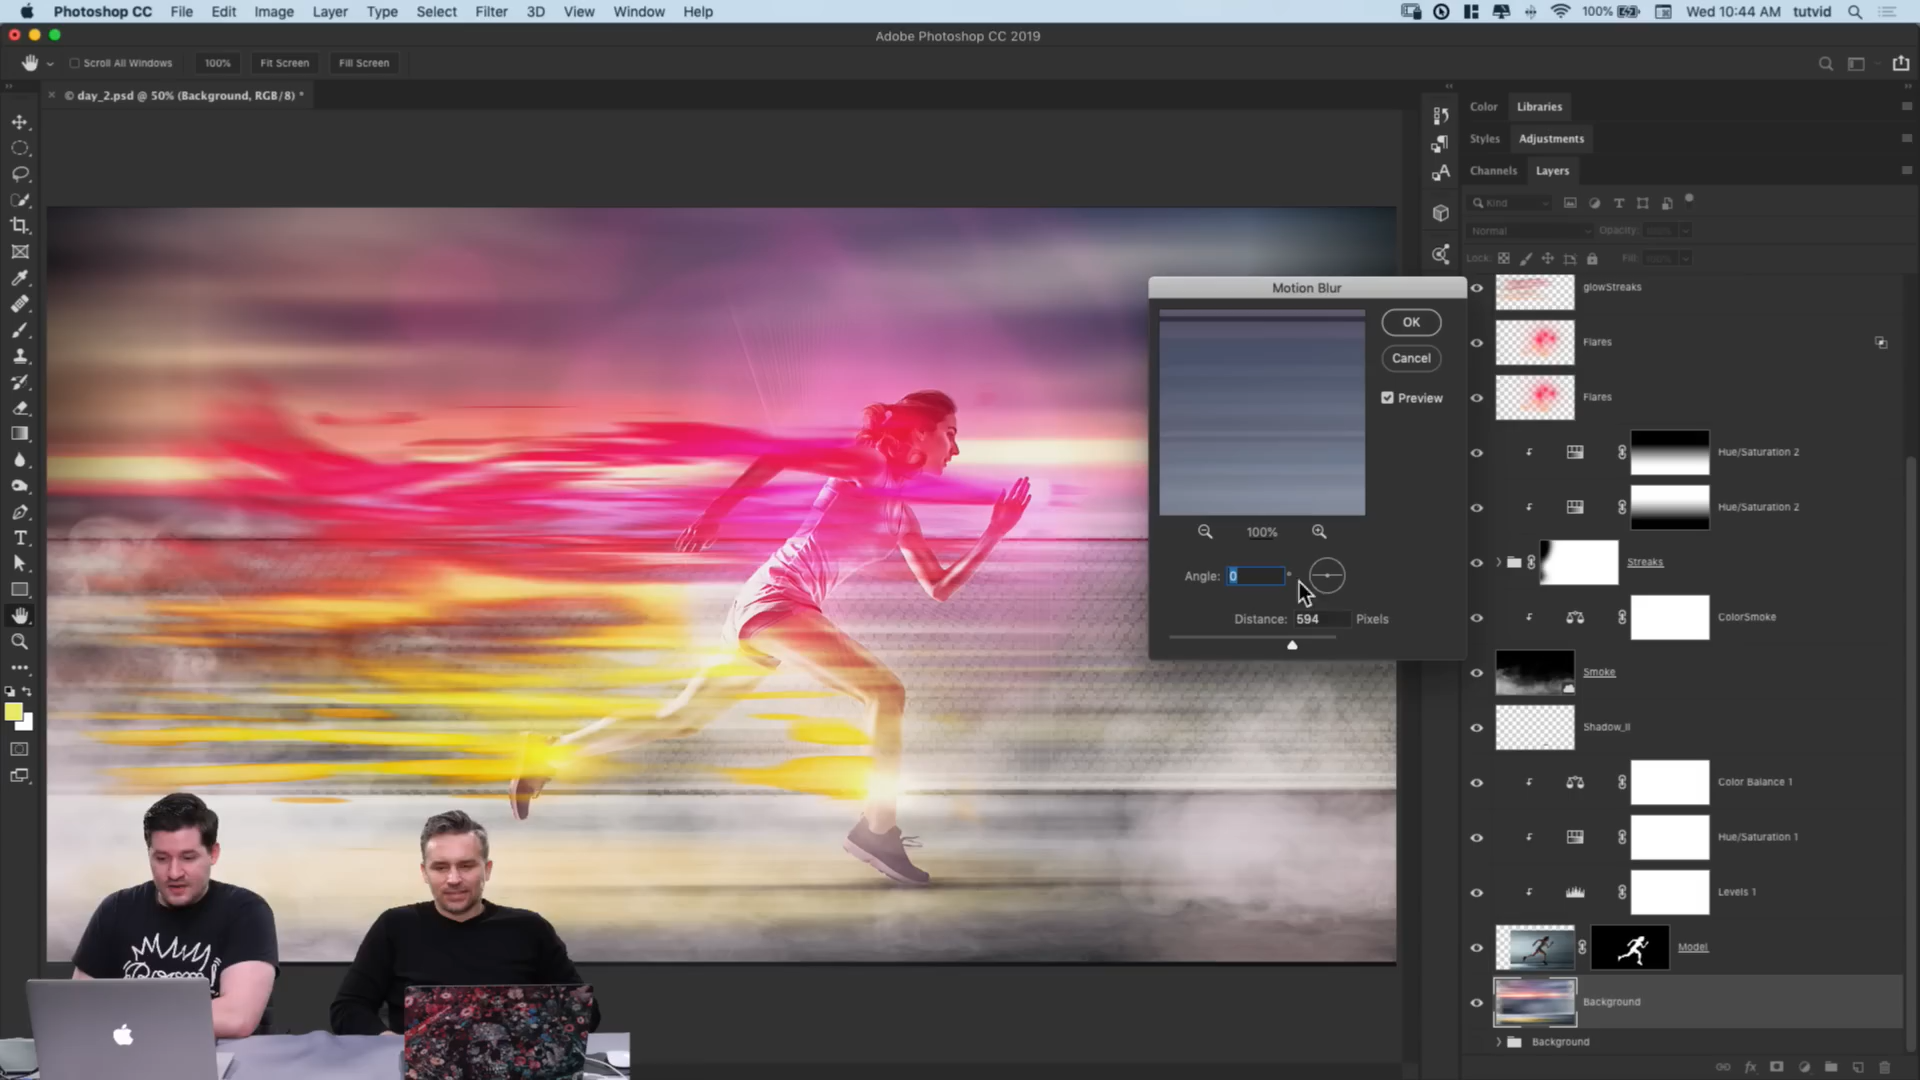 Photoshop CC File Edit Image Layer Type Select Filter 3D View Window Help 100% Wed 10:44 AM tutvid
Adobe Photoshop CC 2019
Scroll All Windows 100% Fit Screen Fill Screen
× © day_2.psd @ 50% (Background, RGB/8) *
Color Libraries
Styles Adjustments
Channels Layers
Kind
Normal Opacity:
Lock: Fill:
glowStreaks
Flares
Flares
Hue/Saturation 2
Hue/Saturation 2
Streaks
ColorSmoke
Smoke
Shadow_II
Color Balance 1
Hue/Saturation 1
Levels 1
Model
Background
Background
Motion Blur
OK
Cancel
Preview
100%
Angle: 0 °
Distance: 594 Pixels